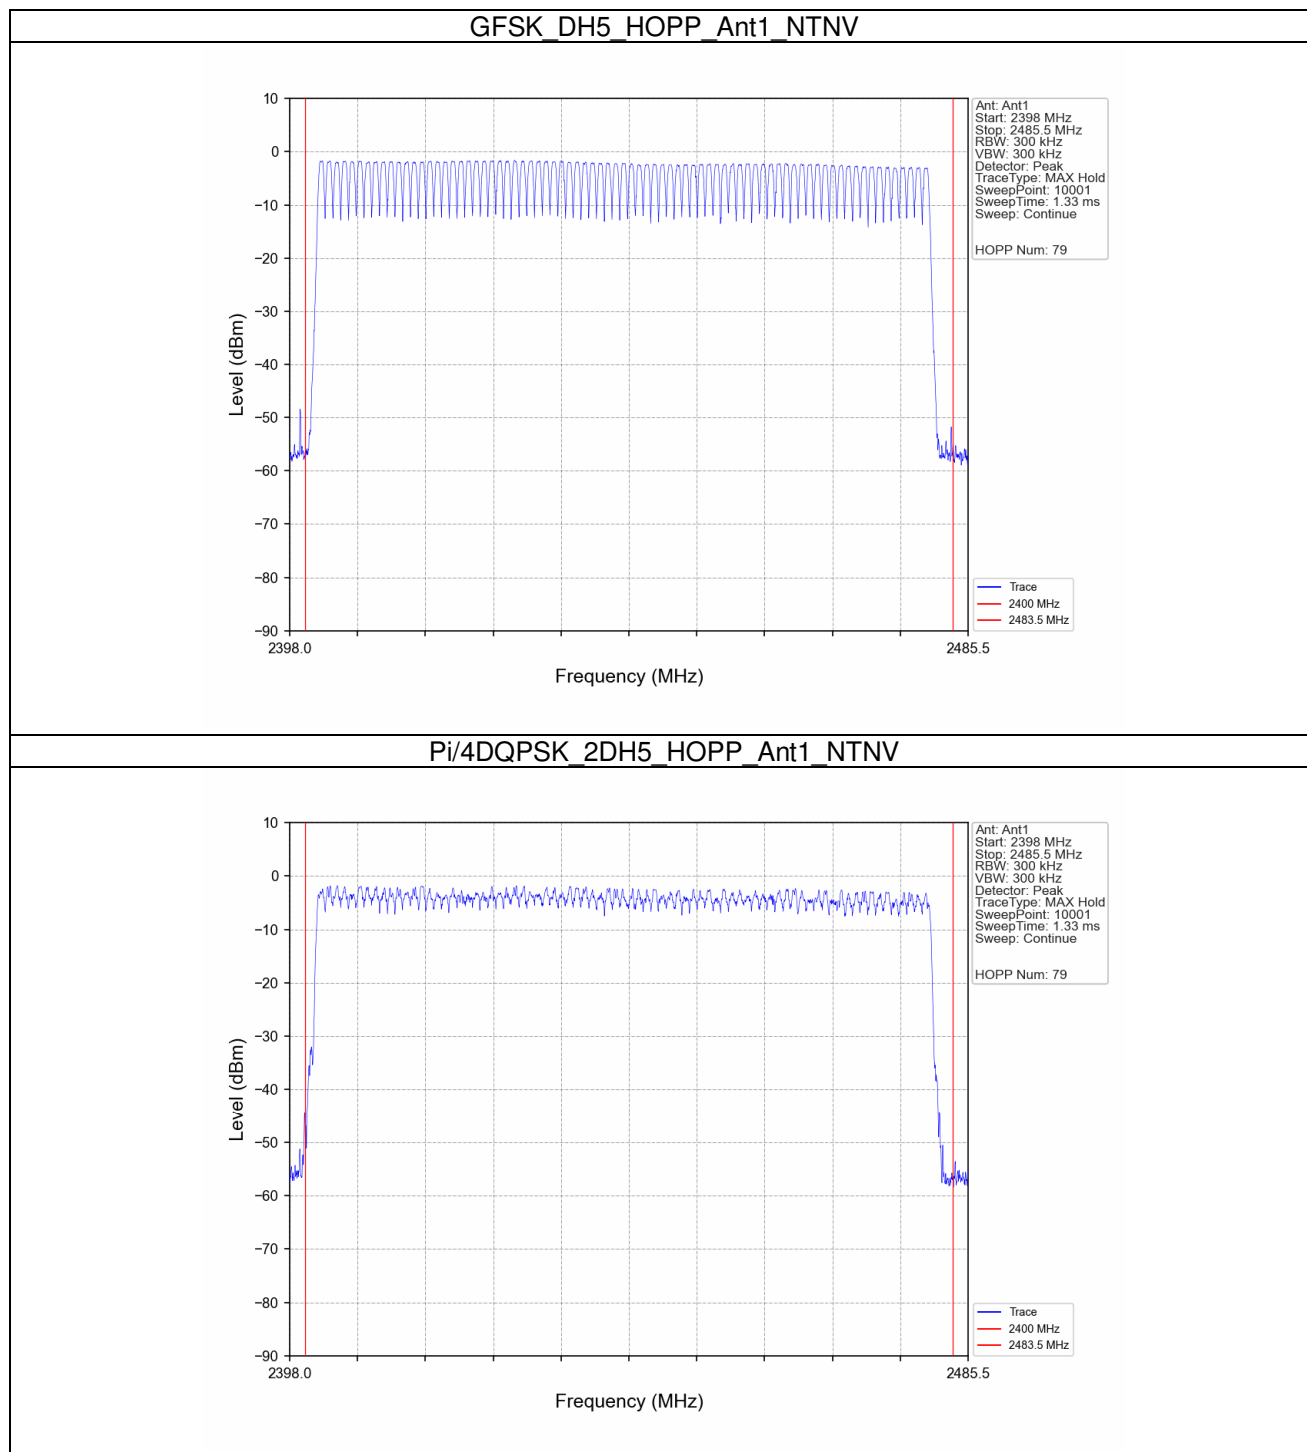 GFSK_DH5_HOPP_Ant1_NTNV
10
0
−10
−20
−30
−40
−50
−60
−70
−80
−90
Level (dBm)
2398.0
2485.5
Frequency (MHz)
Ant: Ant1
Start: 2398 MHz
Stop: 2485.5 MHz
RBW: 300 kHz
VBW: 300 kHz
Detector: Peak
TraceType: MAX Hold
SweepPoint: 10001
SweepTime: 1.33 ms
Sweep: Continue
HOPP Num: 79
Trace
2400 MHz
2483.5 MHz
Pi/4DQPSK_2DH5_HOPP_Ant1_NTNV
10
0
−10
−20
−30
−40
−50
−60
−70
−80
−90
Level (dBm)
2398.0
2485.5
Frequency (MHz)
Ant: Ant1
Start: 2398 MHz
Stop: 2485.5 MHz
RBW: 300 kHz
VBW: 300 kHz
Detector: Peak
TraceType: MAX Hold
SweepPoint: 10001
SweepTime: 1.33 ms
Sweep: Continue
HOPP Num: 79
Trace
2400 MHz
2483.5 MHz